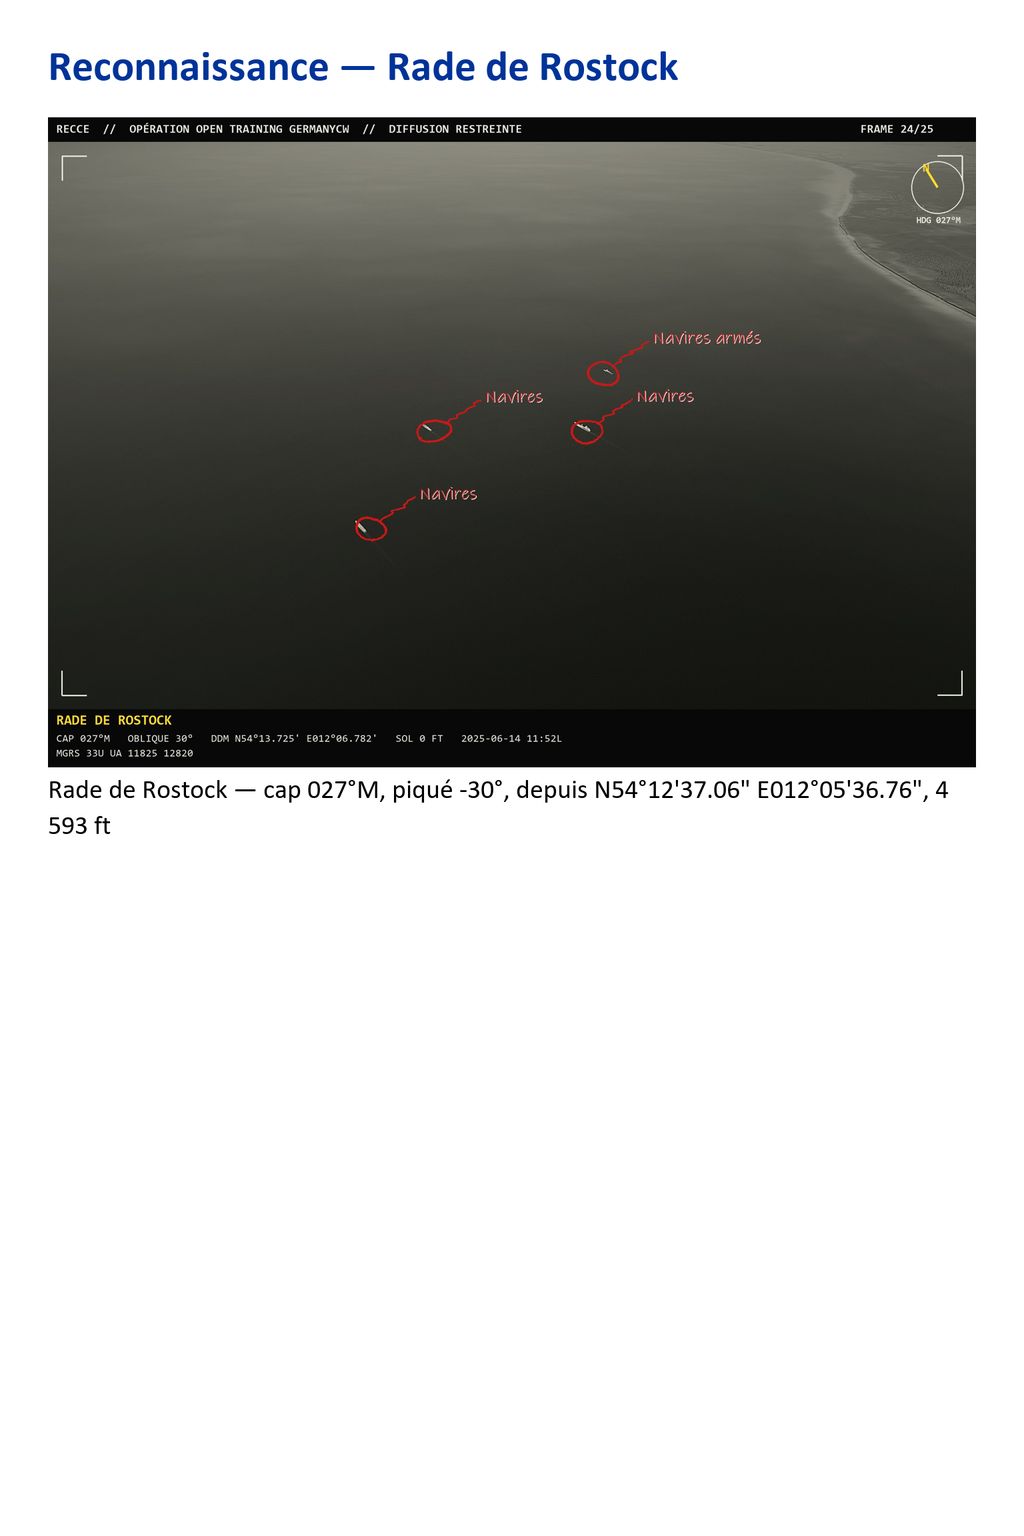 Reconnaissance — Rade de Rostock
RECCE // OPÉRATION OPEN TRAINING GERMANYCW // DIFFUSION RESTREINTE FRAME 24/25
N
HDG 027°M
Navires armés
Navires
Navires
Navires
RADE DE ROSTOCK
CAP 027°M OBLIQUE 30° DDM N54°13.725' E012°06.782' SOL 0 FT 2025-06-14 11:52L
MGRS 33U UA 11825 12820
Rade de Rostock — cap 027°M, piqué -30°, depuis N54°12'37.06" E012°05'36.76", 4
593 ft